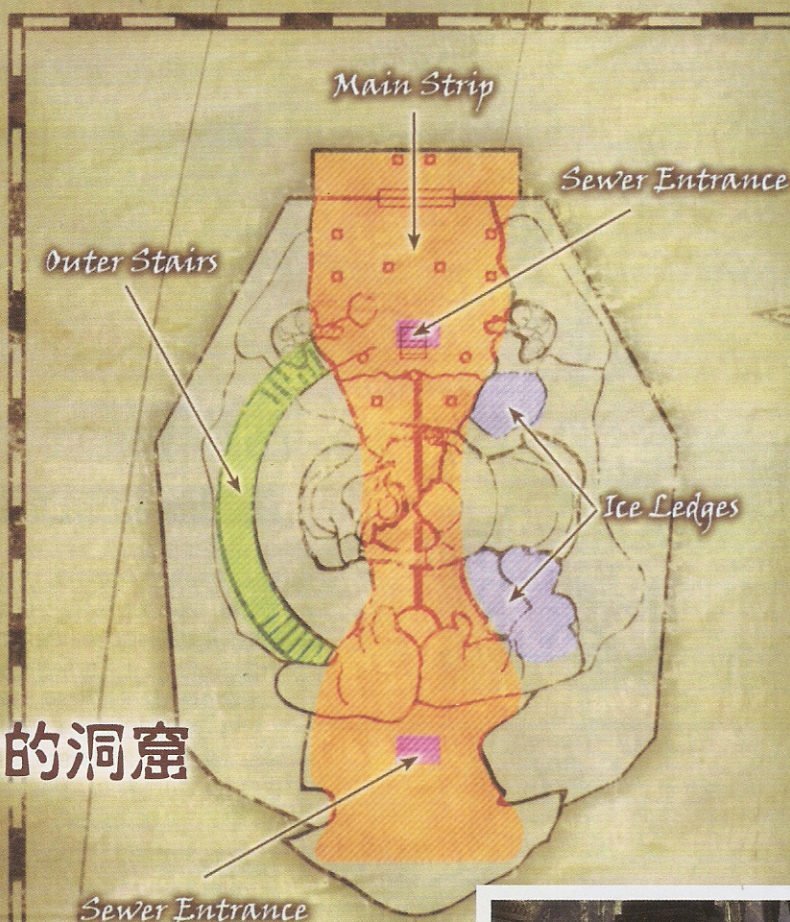 Main Strip
Sewer Entrance
Outer Stairs
Ice Ledges
的洞窟
Sewer Entrance